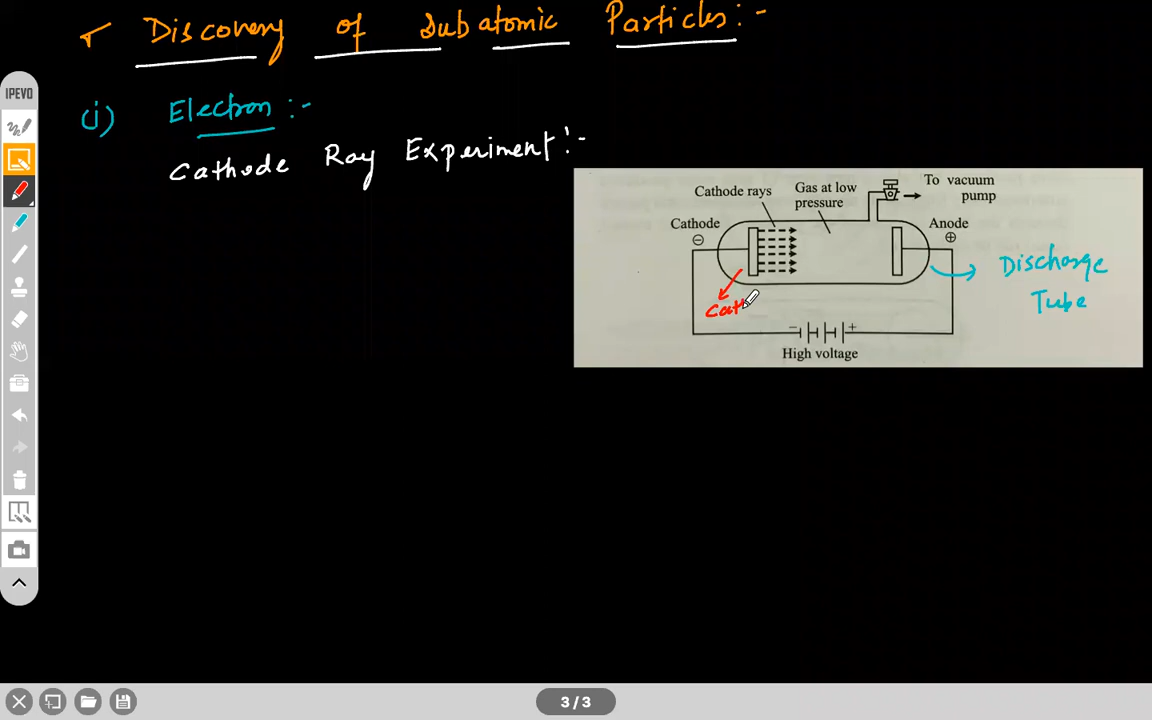 Discovery of Subatomic Particles:-
IPEVO
(i) Electron :-
Cathode Ray Experiment :-
Cathode rays
Gas at low
pressure
To vacuum
pump
Cathode
Anode
Discharge
Tube
Cath
High voltage
3/3